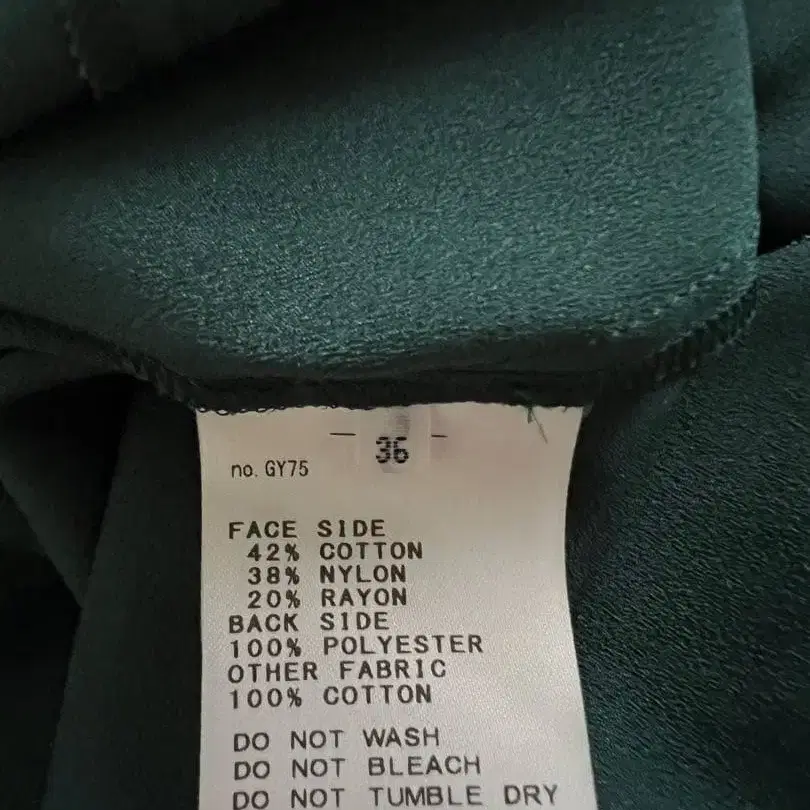 - 36 -
no. GY75
FACE SIDE
42% COTTON
38% NYLON
20% RAYON
BACK SIDE
100% POLYESTER
OTHER FABRIC
100% COTTON
DO NOT WASH
DO NOT BLEACH
DO NOT TUMBLE DRY